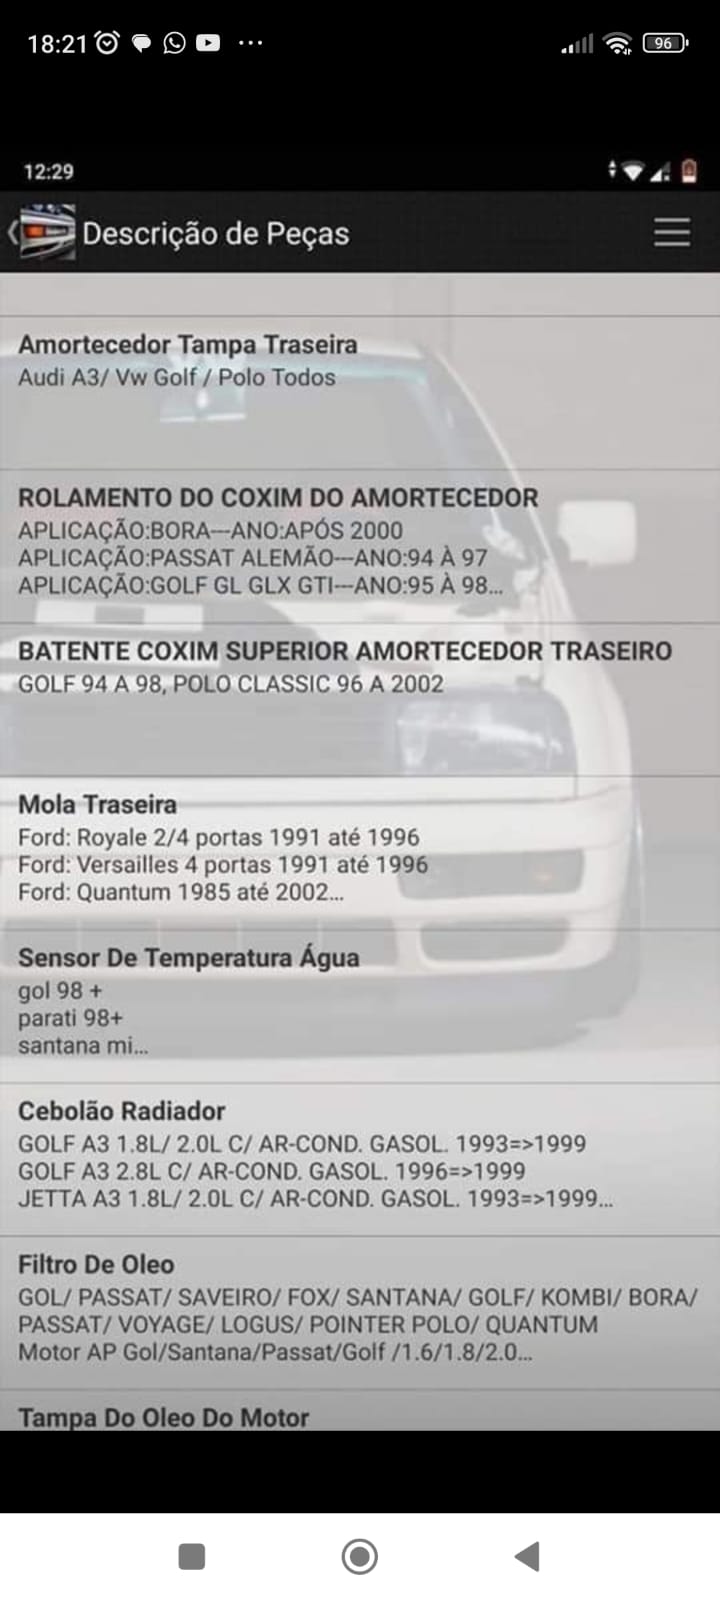 18:21
96
12:29
Descrição de Peças
Amortecedor Tampa Traseira
Audi A3/ Vw Golf / Polo Todos
ROLAMENTO DO COXIM DO AMORTECEDOR
APLICAÇÃO:BORA---ANO:APÓS 2000
APLICAÇÃO:PASSAT ALEMÃO---ANO:94 À 97
APLICAÇÃO:GOLF GL GLX GTI---ANO:95 À 98...
BATENTE COXIM SUPERIOR AMORTECEDOR TRASEIRO
GOLF 94 A 98, POLO CLASSIC 96 A 2002
Mola Traseira
Ford: Royale 2/4 portas 1991 até 1996
Ford: Versailles 4 portas 1991 até 1996
Ford: Quantum 1985 até 2002...
Sensor De Temperatura Água
gol 98 +
parati 98+
santana mi...
Cebolão Radiador
GOLF A3 1.8L/ 2.0L C/ AR-COND. GASOL. 1993=>1999
GOLF A3 2.8L C/ AR-COND. GASOL. 1996=>1999
JETTA A3 1.8L/ 2.0L C/ AR-COND. GASOL. 1993=>1999...
Filtro De Oleo
GOL/ PASSAT/ SAVEIRO/ FOX/ SANTANA/ GOLF/ KOMBI/ BORA/
PASSAT/ VOYAGE/ LOGUS/ POINTER POLO/ QUANTUM
Motor AP Gol/Santana/Passat/Golf /1.6/1.8/2.0...
Tampa Do Oleo Do Motor